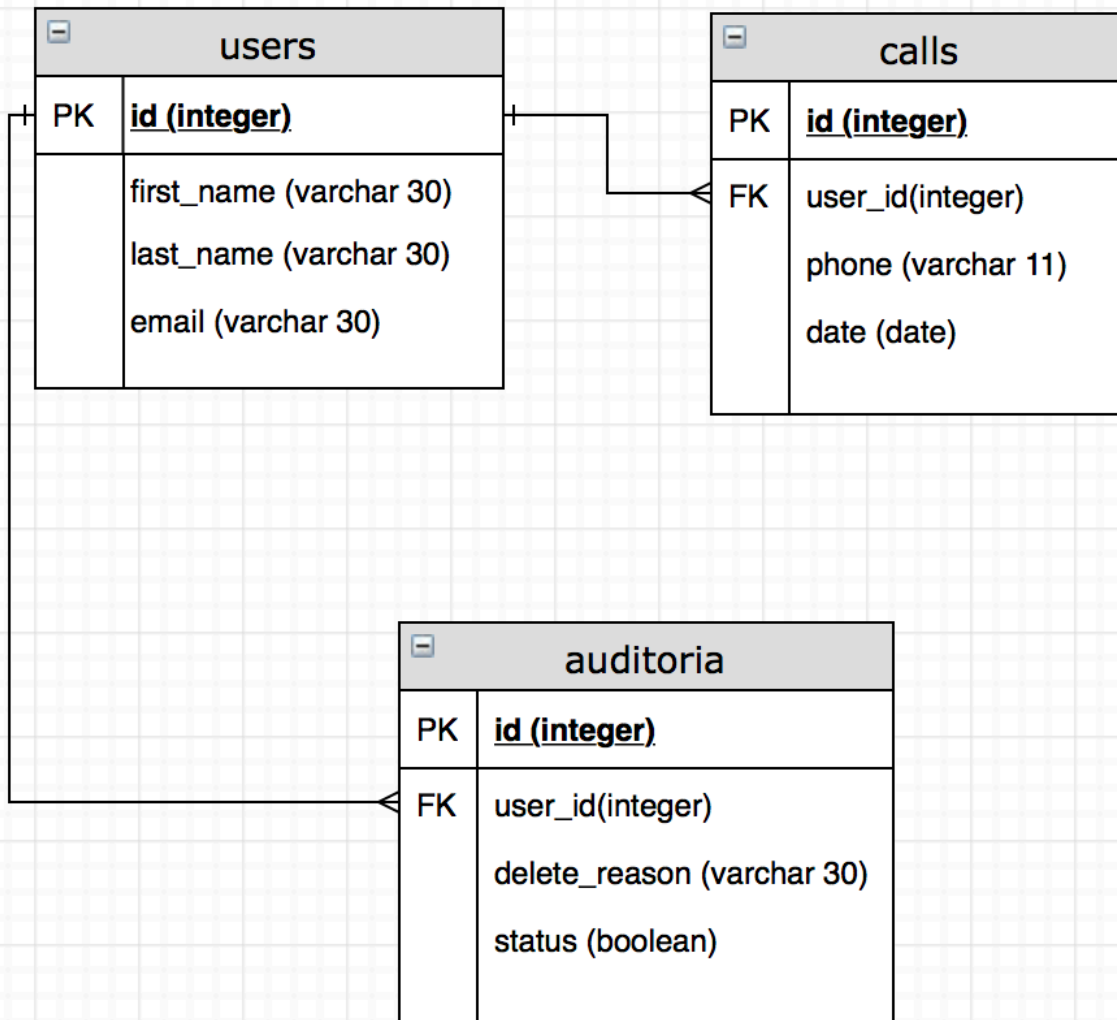 users
PK id (integer)
first_name (varchar 30)
last_name (varchar 30)
email (varchar 30)
calls
PK id (integer)
FK user_id(integer)
phone (varchar 11)
date (date)
auditoria
PK id (integer)
FK user_id(integer)
delete_reason (varchar 30)
status (boolean)